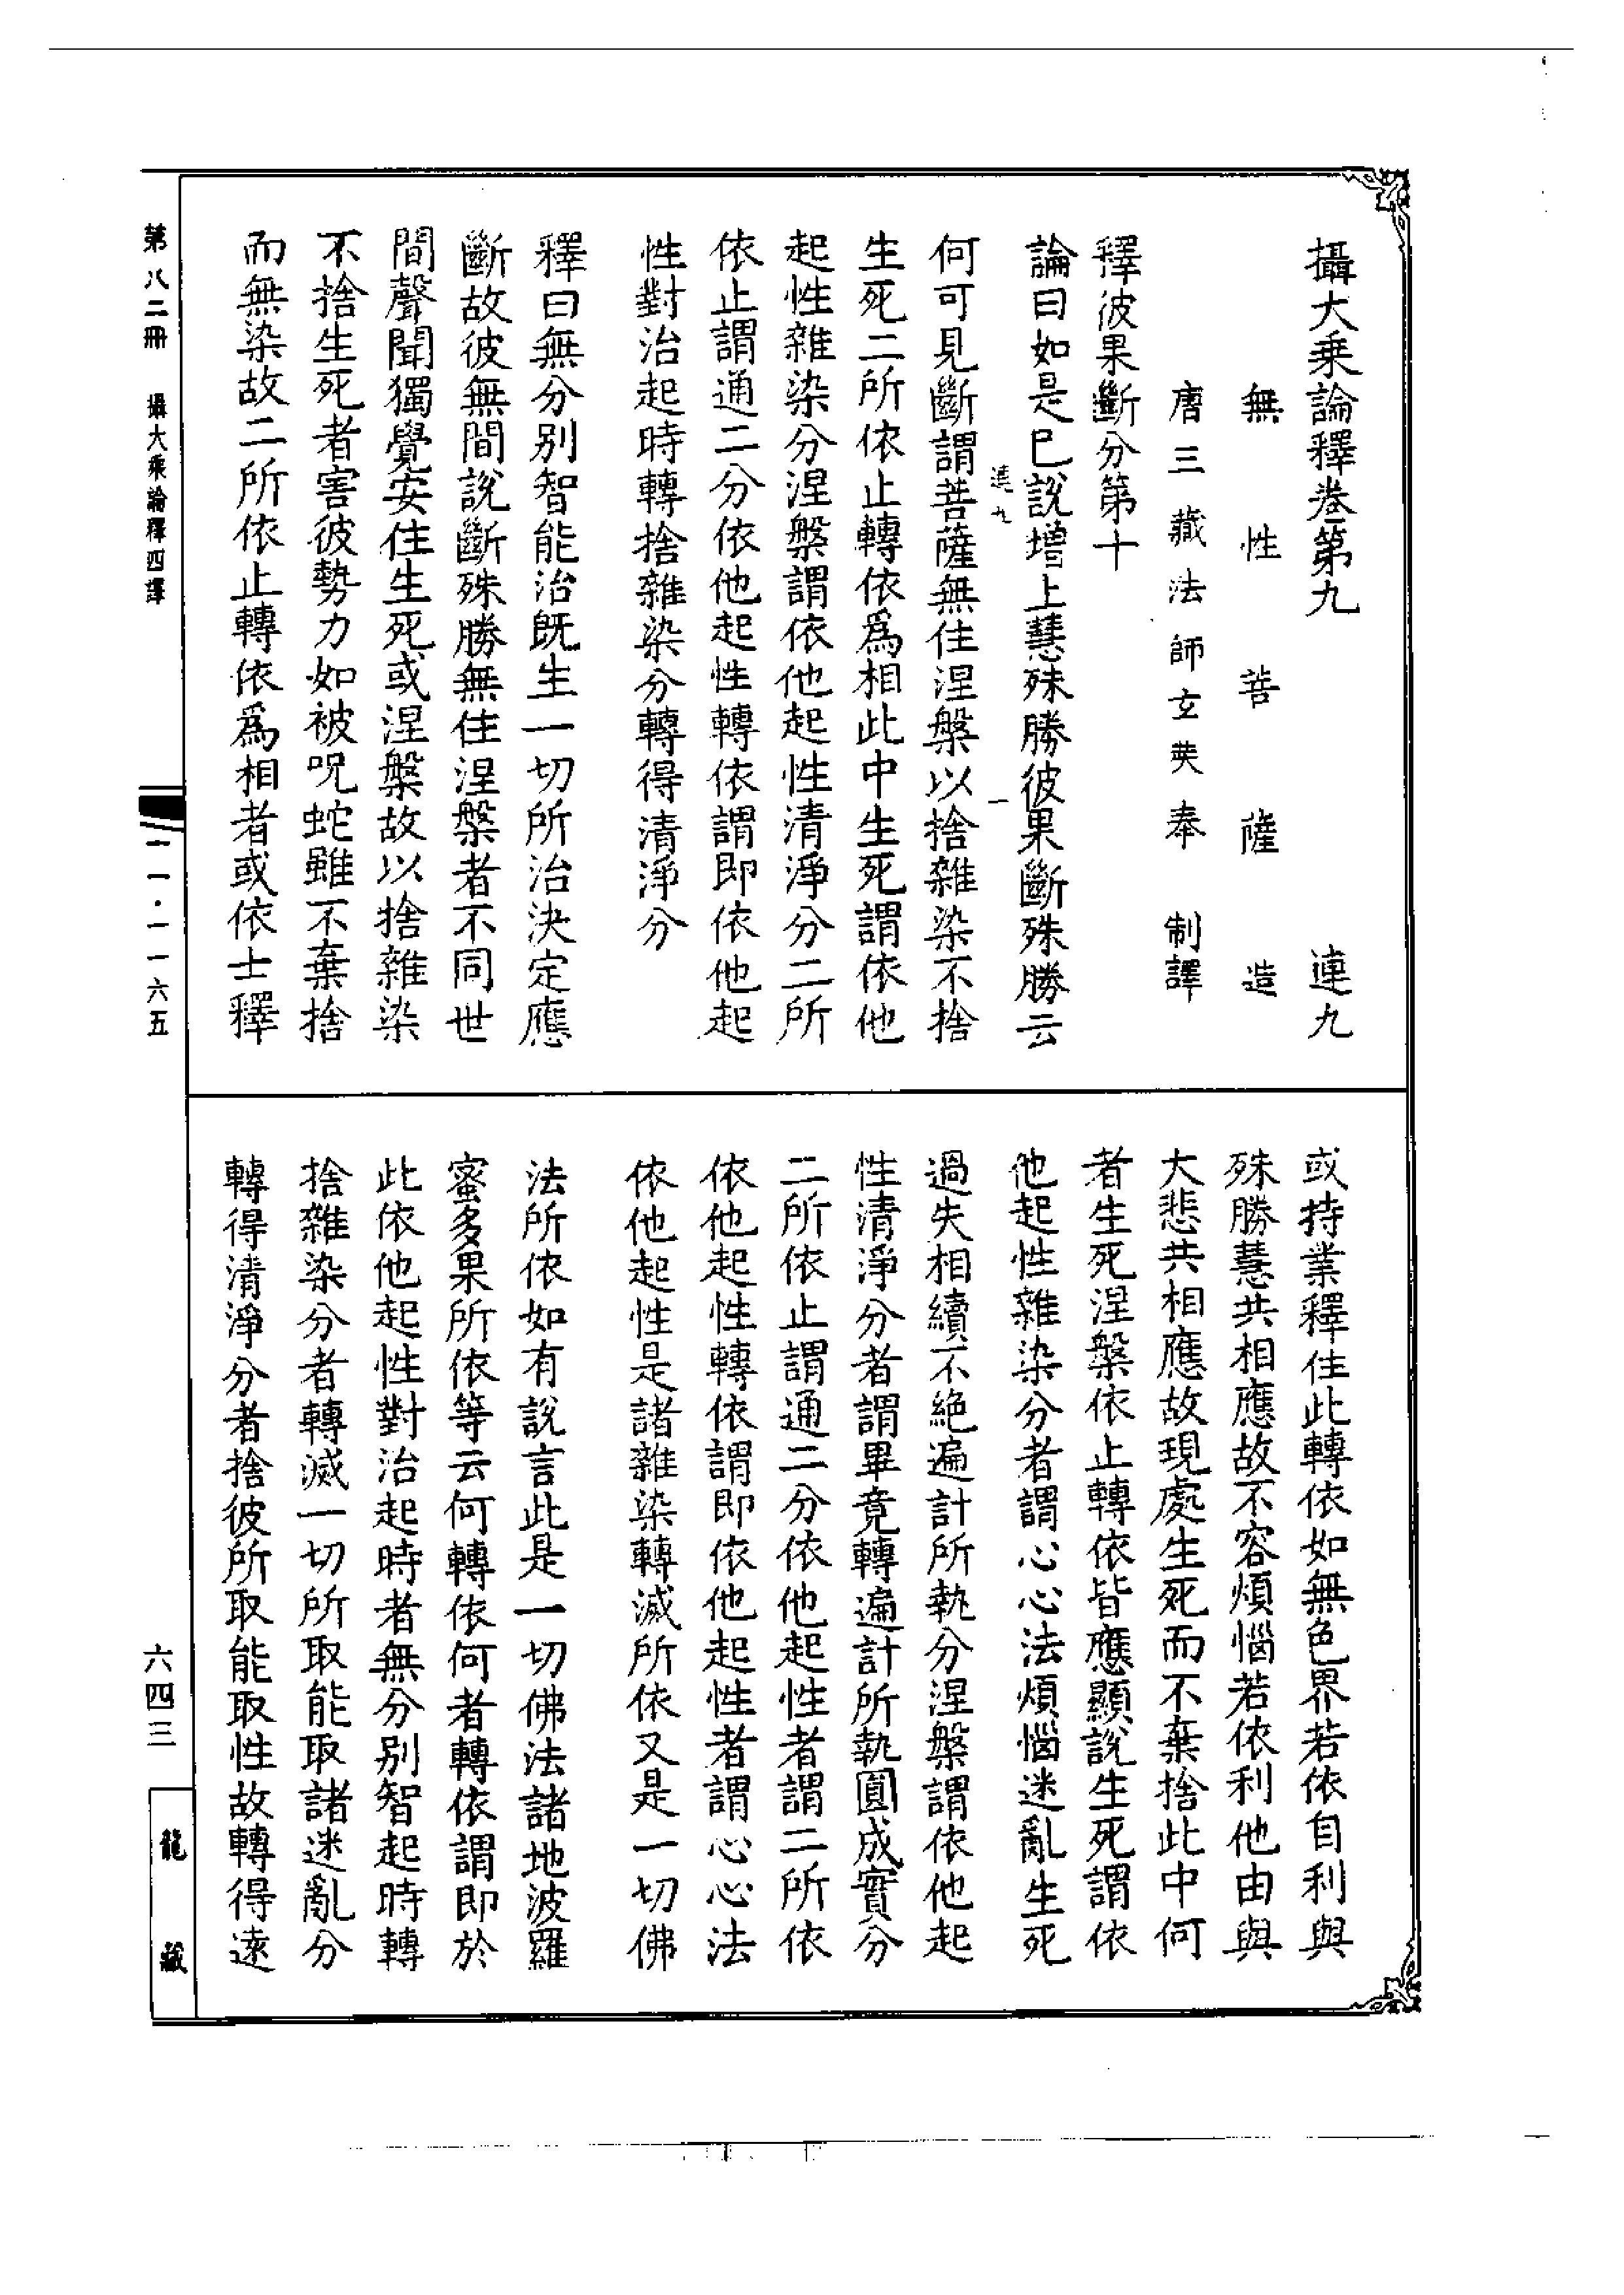 攝大乘論釋卷第九　連九
無性菩薩造
唐三藏法師玄奘奉制譯
釋彼果斷分第十
論曰如是已說增上慧殊勝彼果斷殊勝云
連九　一
何可見斷謂菩薩無住涅槃以捨雜染不捨
生死二所依止轉依為相此中生死謂依他
起性雜染分涅槃謂依他起性清淨分二所
依止謂通二分依他起性轉依謂即依他起
性對治起時轉捨雜染分轉得清淨分
釋曰無分別智能治既生一切所治決定應
斷故彼無間說斷殊勝無住涅槃者不同世
間聲聞獨覺安住生死或涅槃故以捨雜染
不捨生死者害彼勢力如被呪蛇雖不棄捨
而無染故二所依止轉依為相者或依士釋
或持業釋住此轉依如無色界若依自利與
殊勝慧共相應故不容煩惱若依利他由與
大悲共相應故現處生死而不棄捨此中何
者生死涅槃依止轉依皆應顯說生死謂依
他起性雜染分者謂心心法煩惱迷亂生死
過失相續不絕遍計所執分涅槃謂依他起
性清淨分者謂畢竟轉遍計所執圓成實分
二所依止謂通二分依他起性者謂二所依
依他起性轉依謂即依他起性者謂心心法
依他起性是諸雜染轉滅所依又是一切佛
法所依如有說言此是一切佛法諸地波羅
蜜多果所依等云何轉依何者轉依謂即於
此依他起性對治起時者無分別智起時轉
捨雜染分者轉滅一切所取能取諸迷亂分
轉得清淨分者捨彼所取能取性故轉得遠
第八二冊　攝大乘論釋四譯
一一·一一六五
六四三
龍藏